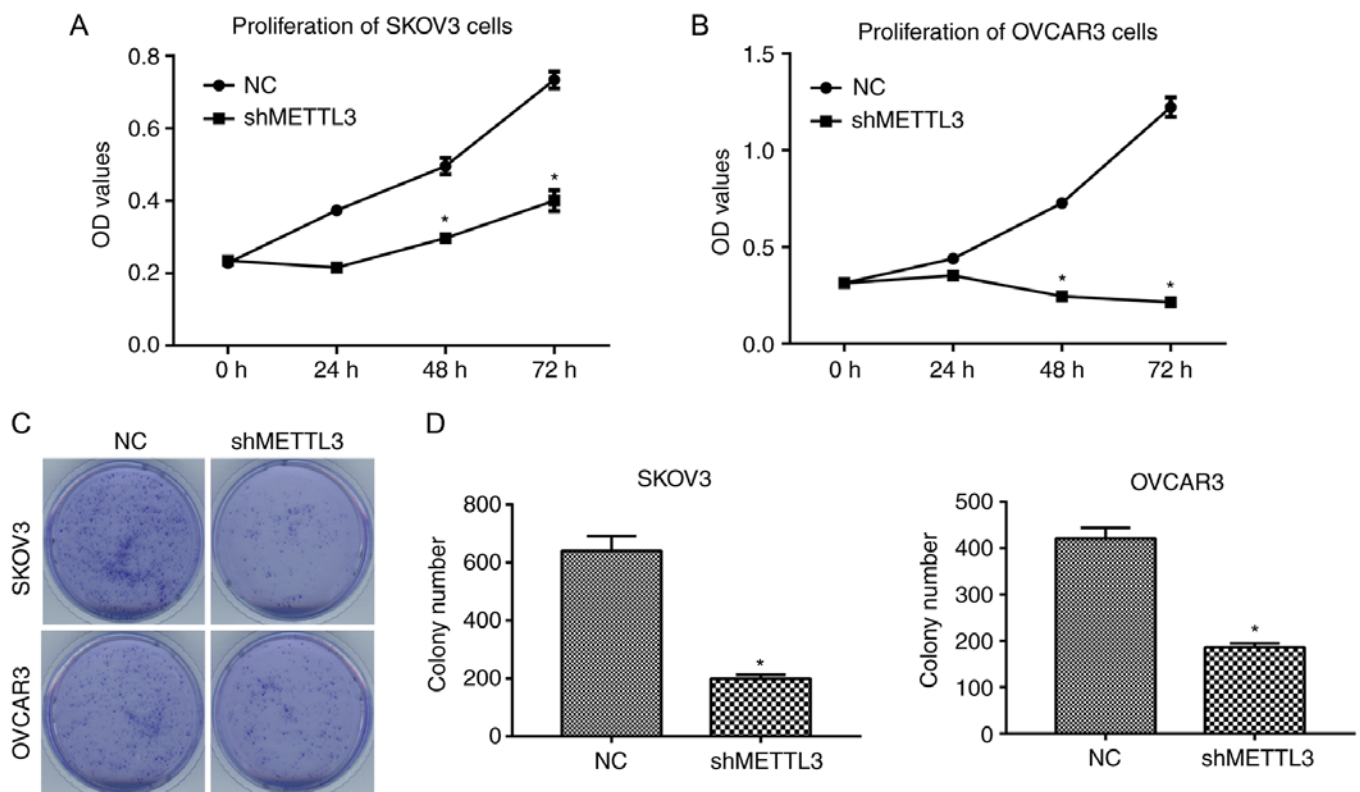 A
Proliferation of SKOV3 cells
0.8
0.6
0.4
0.2
0.0
OD values
NC
shMETTL3
*
*
0 h 24 h 48 h 72 h
B
Proliferation of OVCAR3 cells
1.5
1.0
0.5
0.0
OD values
NC
shMETTL3
*
*
0 h 24 h 48 h 72 h
C
NC shMETTL3
SKOV3
OVCAR3
D
SKOV3
800
600
400
200
0
Colony number
*
NC shMETTL3
OVCAR3
500
400
300
200
100
0
Colony number
*
NC shMETTL3